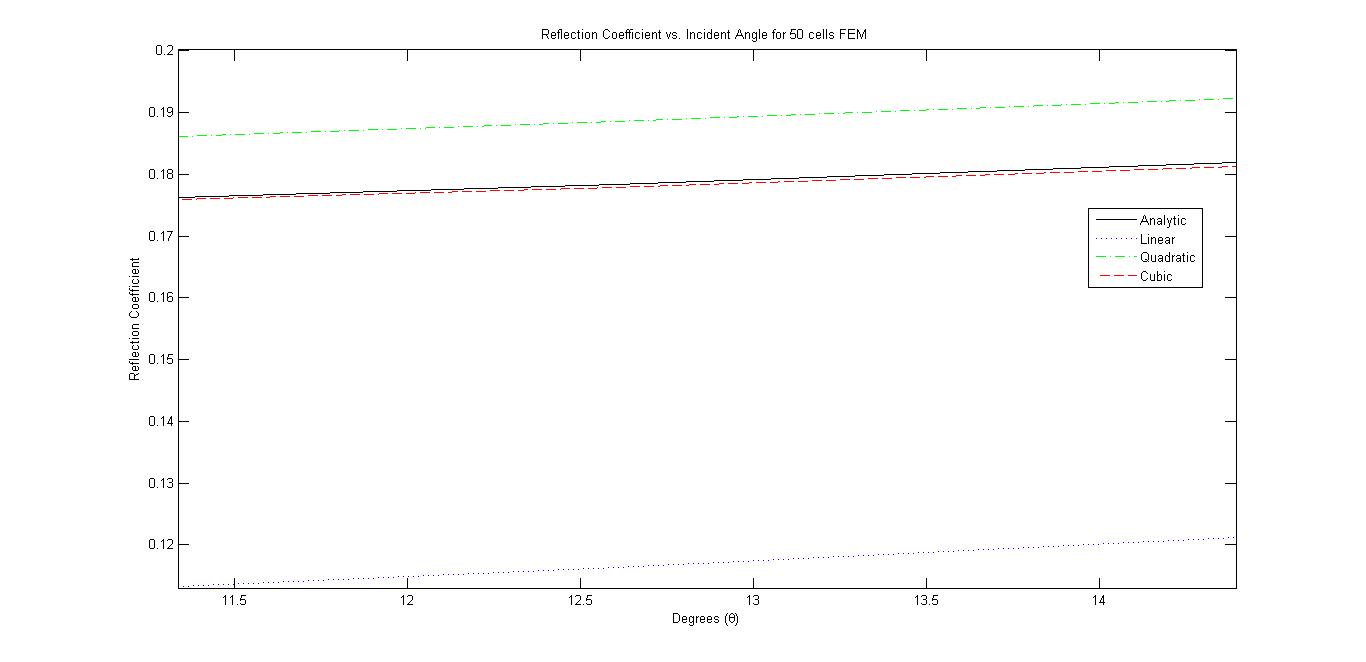 Reflection Coefficient vs. Incident Angle for 50 cells FEM
0.2
0.19
0.18
0.17
0.16
0.15
0.14
0.13
0.12
Reflection Coefficient
Analytic
Linear
Quadratic
Cubic
11.5 12 12.5 13 13.5 14
Degrees (θ)